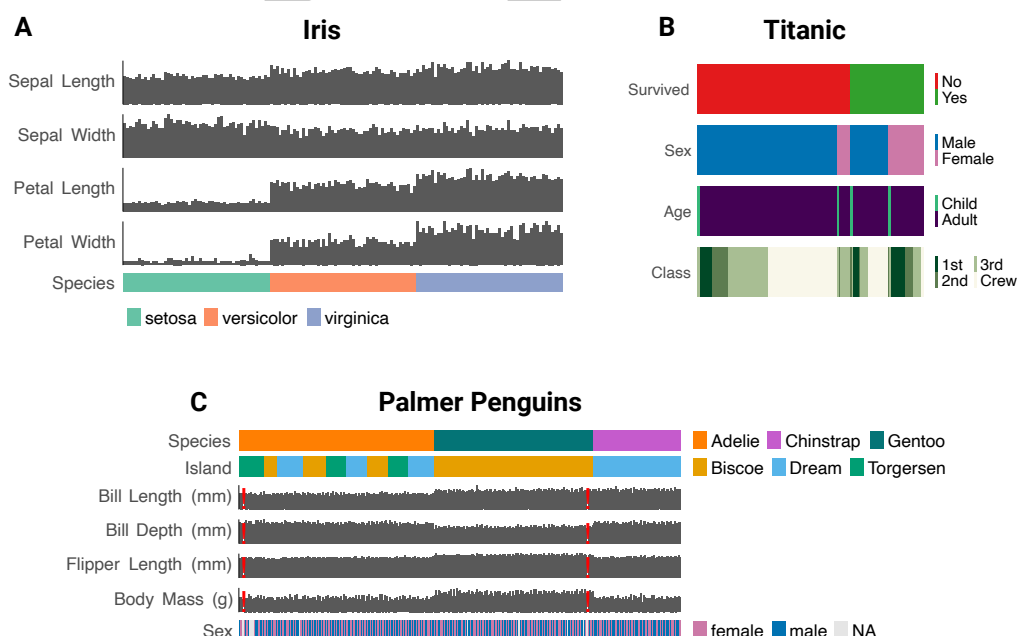 A
Iris
Sepal Length
Sepal Width
Petal Length
Petal Width
Species
setosa versicolor virginica
B
Titanic
Survived
No
Yes
Sex
Male
Female
Age
Child
Adult
Class
1st 3rd
2nd Crew
C
Palmer Penguins
Species
Adelie Chinstrap Gentoo
Island
Biscoe Dream Torgersen
Bill Length (mm)
Bill Depth (mm)
Flipper Length (mm)
Body Mass (g)
Sex
female male NA